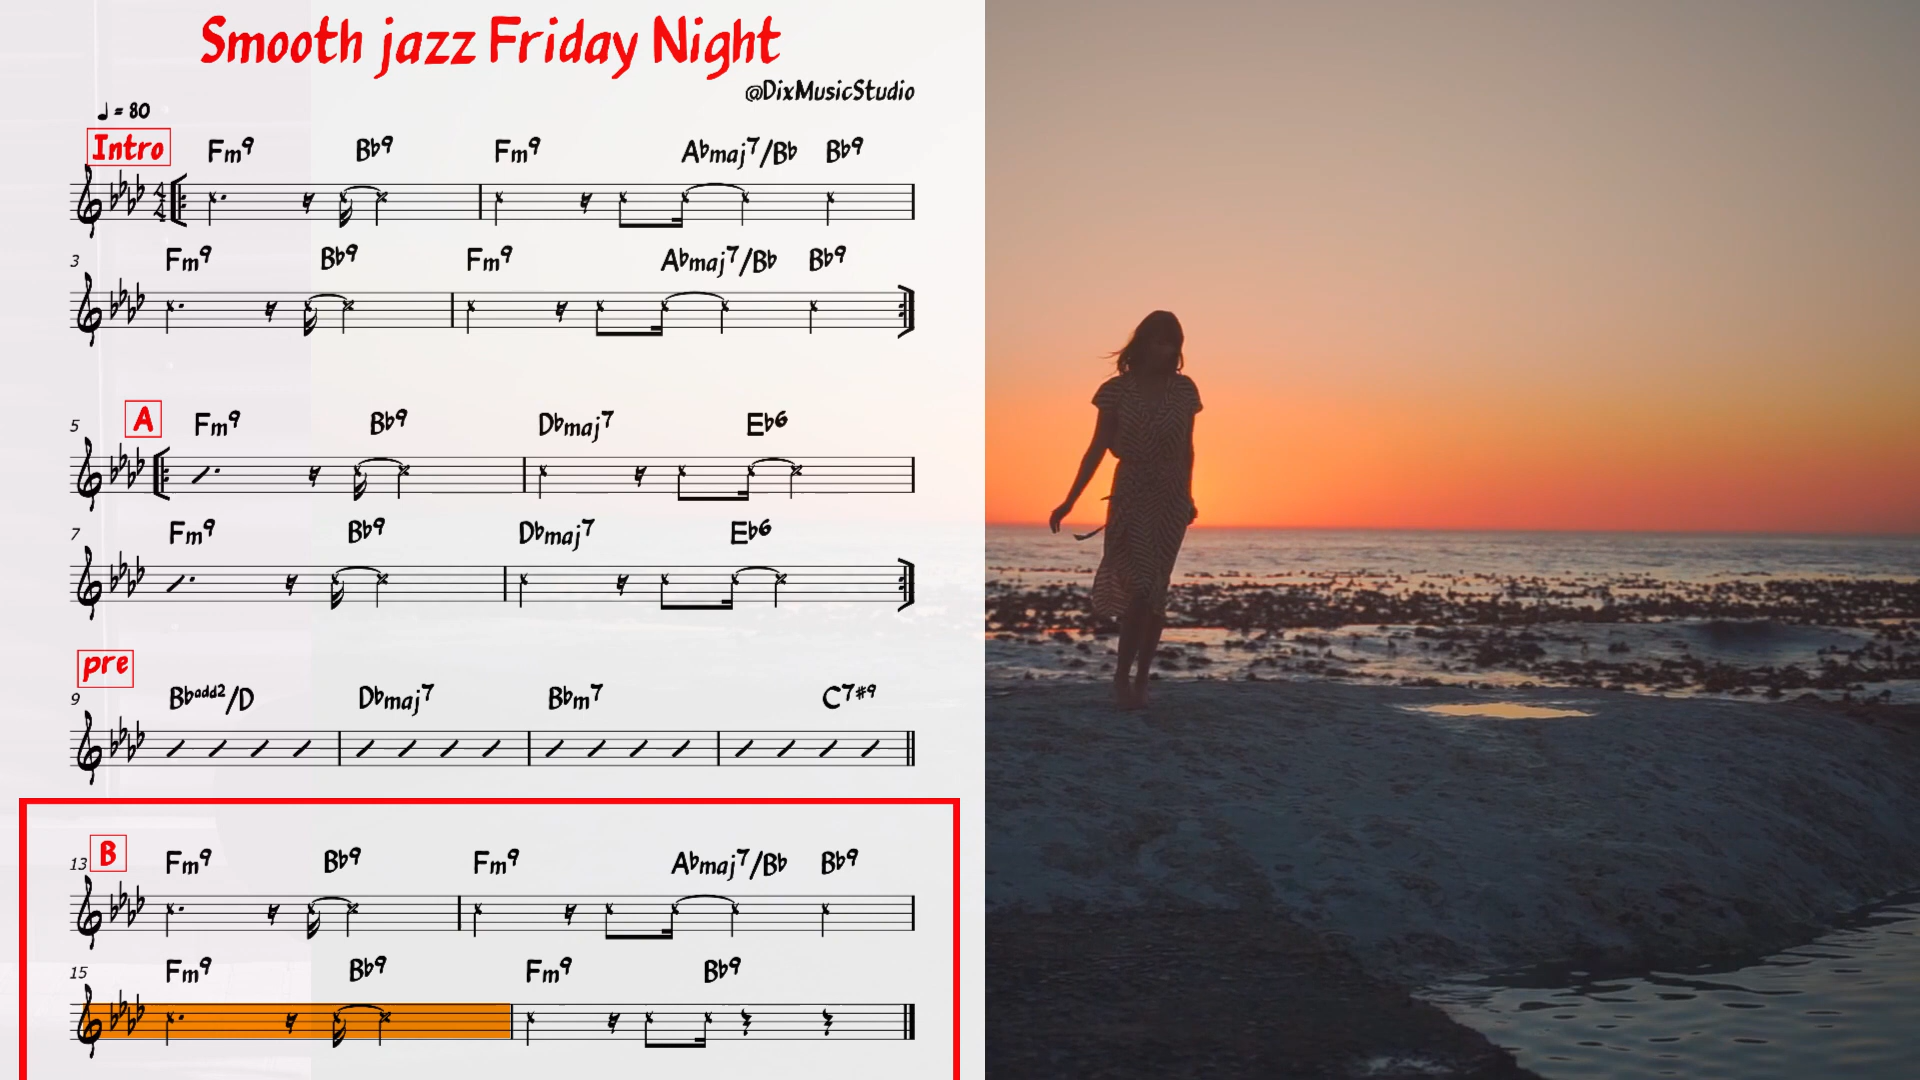 Smooth jazz Friday Night
@DixMusicStudio
♩ = 80
Intro Fm9 Bb9 Fm9 Abmaj7/Bb Bb9
4
4
3 Fm9 Bb9 Fm9 Abmaj7/Bb Bb9
5 A Fm9 Bb9 Dbmaj7 Eb6
7 Fm9 Bb9 Dbmaj7 Eb6
pre
9 Bbadd2/D Dbmaj7 Bbm7 C7#9
13 B Fm9 Bb9 Fm9 Abmaj7/Bb Bb9
15 Fm9 Bb9 Fm9 Bb9